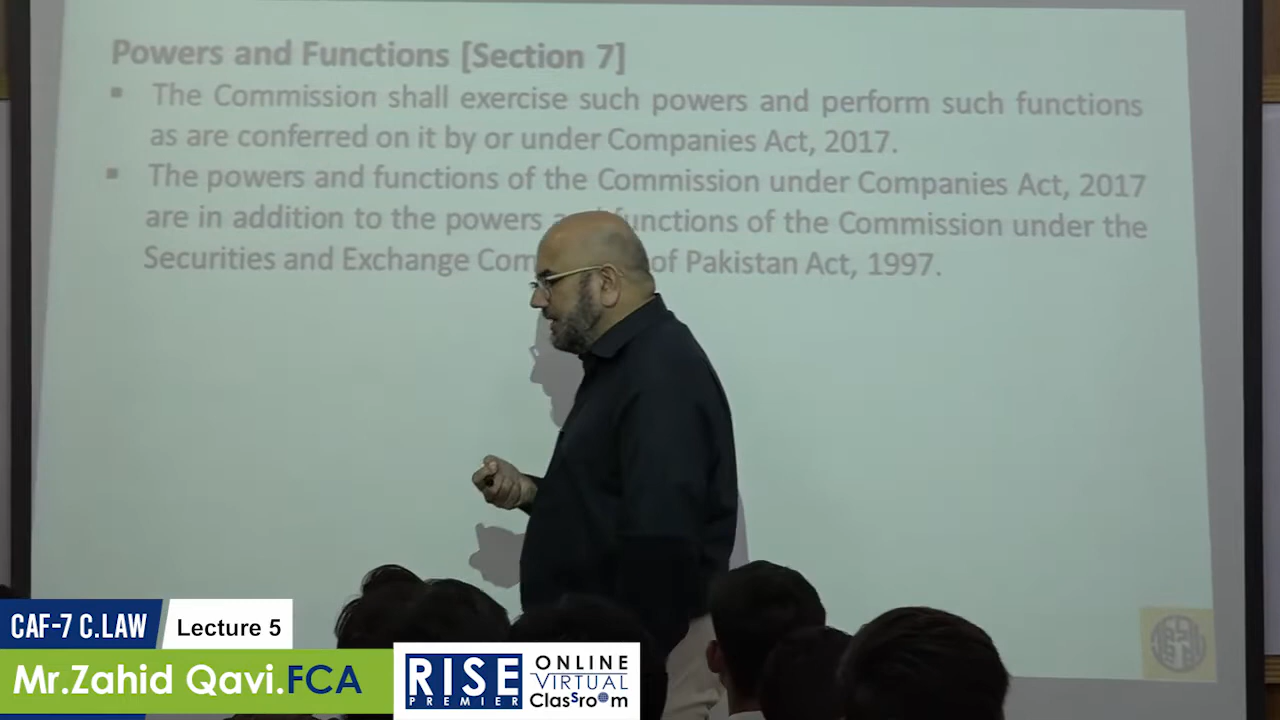 Powers and Functions [Section 7]
▪ The Commission shall exercise such powers and perform such functions
as are conferred on it by or under Companies Act, 2017.
▪ The powers and functions of the Commission under Companies Act, 2017
are in addition to the powers functions of the Commission under the
Securities and Exchange Com of Pakistan Act, 1997.
CAF-7 C.LAW
Lecture 5
Mr.Zahid Qavi.FCA
RISE
PREMIER
ONLINE
VIRTUAL
ClasSroom